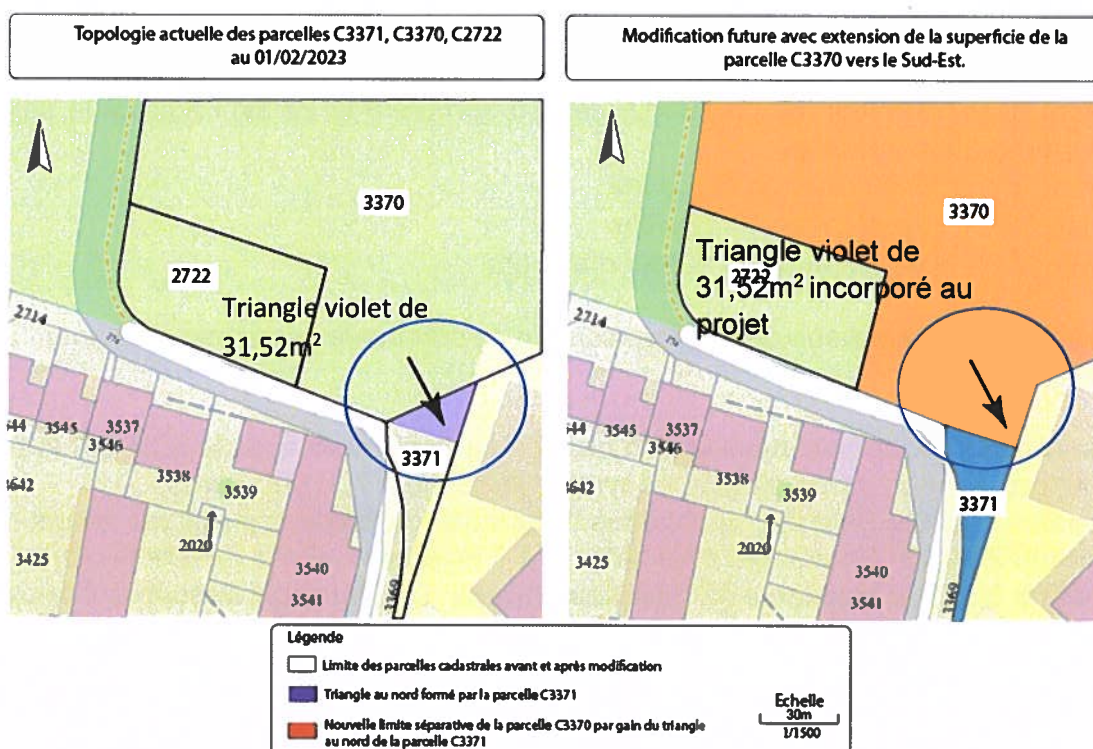 Topologie actuelle des parcelles C3371, C3370, C2722
au 01/02/2023
Modification future avec extension de la superficie de la
parcelle C3370 vers le Sud-Est.
3370
2722
Triangle violet de
31,52m²
2714
3545
3537
3546
3538
3539
3371
3642
3425
2020
3540
3541
3369
3370
Triangle violet de
2722
31,52m² incorporé au
projet
2714
3545
3537
3546
3538
3539
3371
3642
3425
2020
3540
3541
3369
Légende
Limite des parcelles cadastrales avant et après modification
Triangle au nord formé par la parcelle C3371
Nouvelle limite séparative de la parcelle C3370 par gain du triangle
au nord de la parcelle C3371
Echelle
30m
1/1500